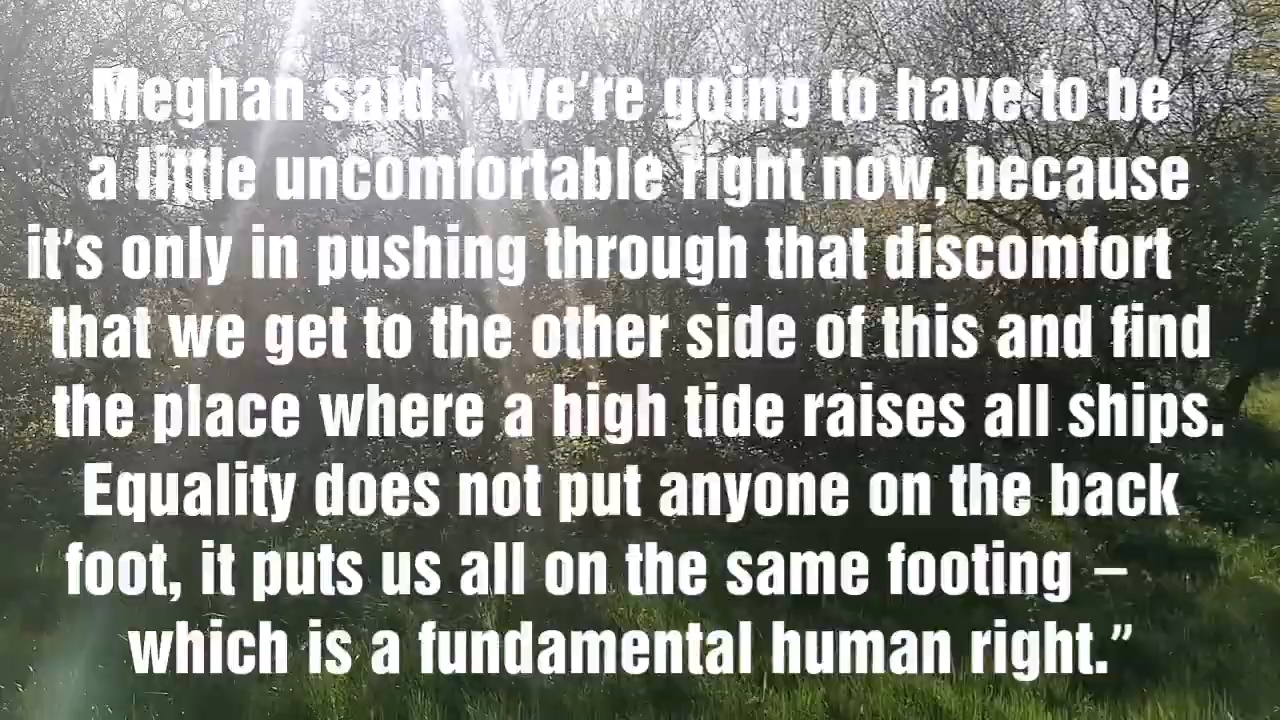 Meghan said: “We’re going to have to be
a little uncomfortable right now, because
it’s only in pushing through that discomfort
that we get to the other side of this and find
the place where a high tide raises all ships.
Equality does not put anyone on the back
foot, it puts us all on the same footing –
which is a fundamental human right.”